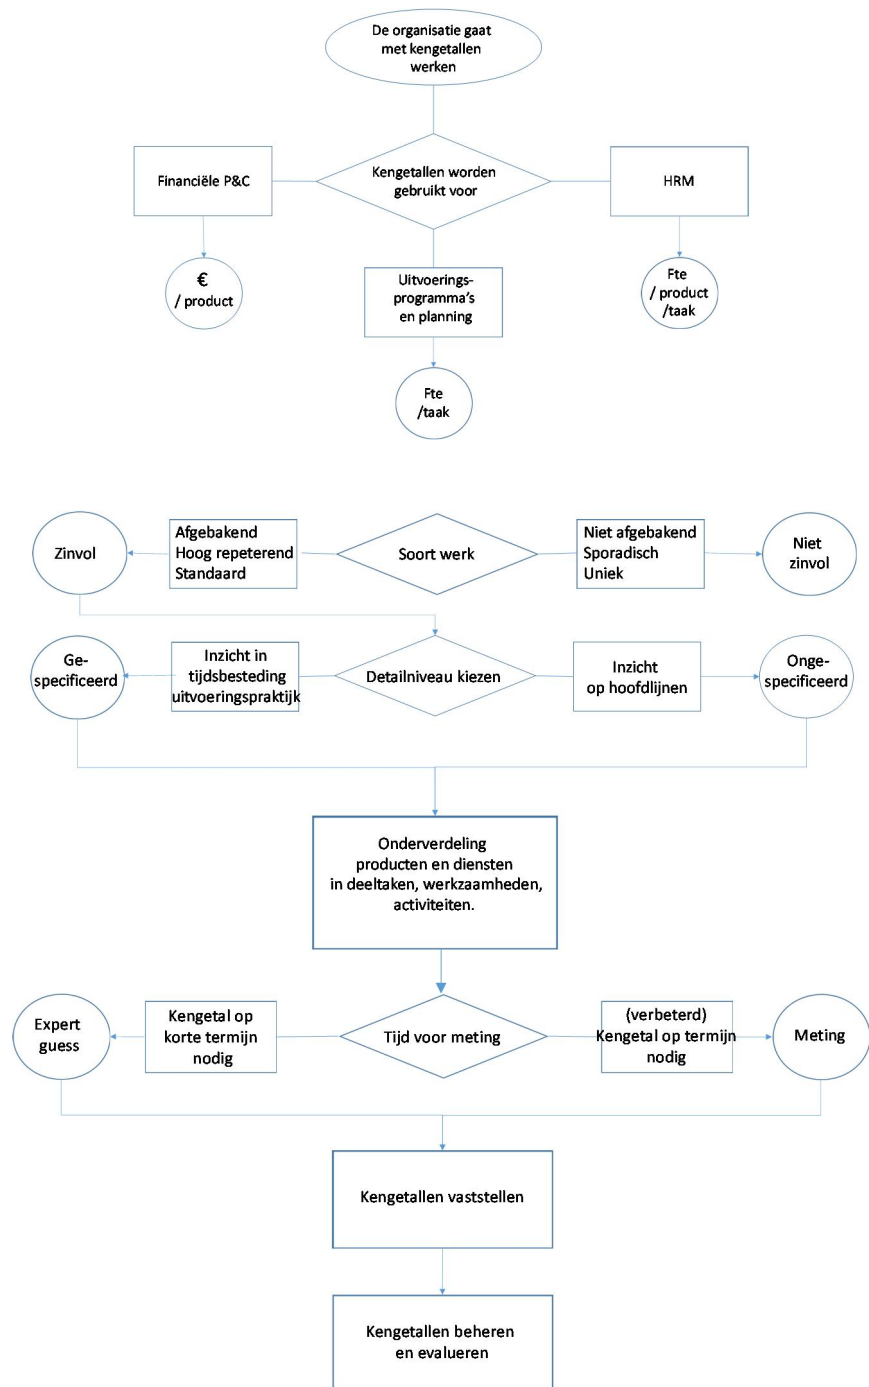 De organisatie gaat
met kengetallen
werken
Financiële P&C
Kengetallen worden
gebruikt voor
HRM
€
/ product
Uitvoerings-
programma's
en planning
Fte
/ product
/taak
Fte
/taak
Zinvol
Afgebakend
Hoog repeterend
Standaard
Soort werk
Niet afgebakend
Sporadisch
Uniek
Niet
zinvol
Ge-
specificeerd
Inzicht in
tijdsbesteding
uitvoeringspraktijk
Detailniveau kiezen
Inzicht
op hoofdlijnen
Onge-
specificeerd
Onderverdeling
producten en diensten
in deeltaken, werkzaamheden,
activiteiten.
Expert
guess
Kengetal op
korte termijn
nodig
Tijd voor meting
(verbeterd)
Kengetal op termijn
nodig
Meting
Kengetallen vaststellen
Kengetallen beheren
en evalueren